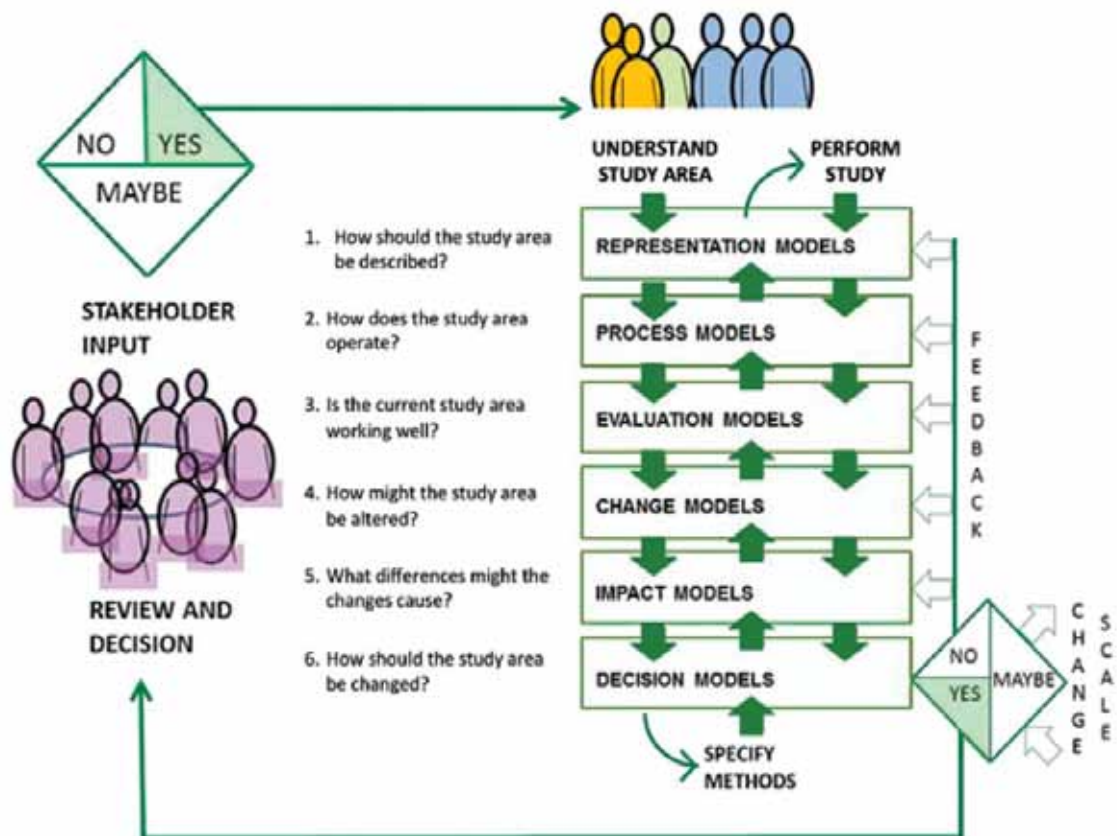 NO
YES
MAYBE
UNDERSTAND
STUDY AREA
PERFORM
STUDY
STAKEHOLDER
INPUT
REVIEW AND
DECISION
1. How should the study area
be described?
2. How does the study area
operate?
3. Is the current study area
working well?
4. How might the study area
be altered?
5. What differences might the
changes cause?
6. How should the study area
be changed?
REPRESENTATION MODELS
PROCESS MODELS
EVALUATION MODELS
CHANGE MODELS
IMPACT MODELS
DECISION MODELS
SPECIFY
METHODS
FEEDBACK
NO
YES
MAYBE
CHANGE
SCALE